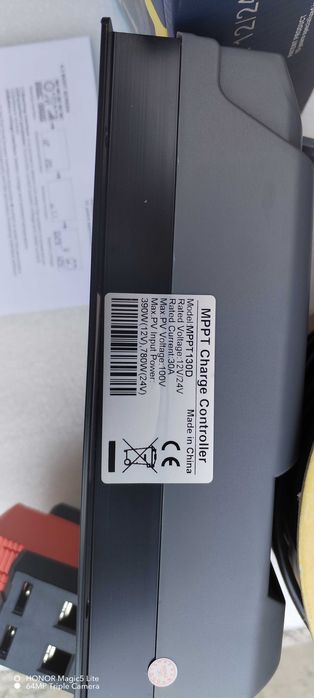 MPPT Charge Controller
Model:MPPT130D
Rated Voltage:12V/24V
Rated Current:30A
Max.PV Voltage:100V
Max.PV Input Power:
390W(12V),780W(24V)
Made in China
CE
HONOR Magic5 Lite
64MP Triple Camera